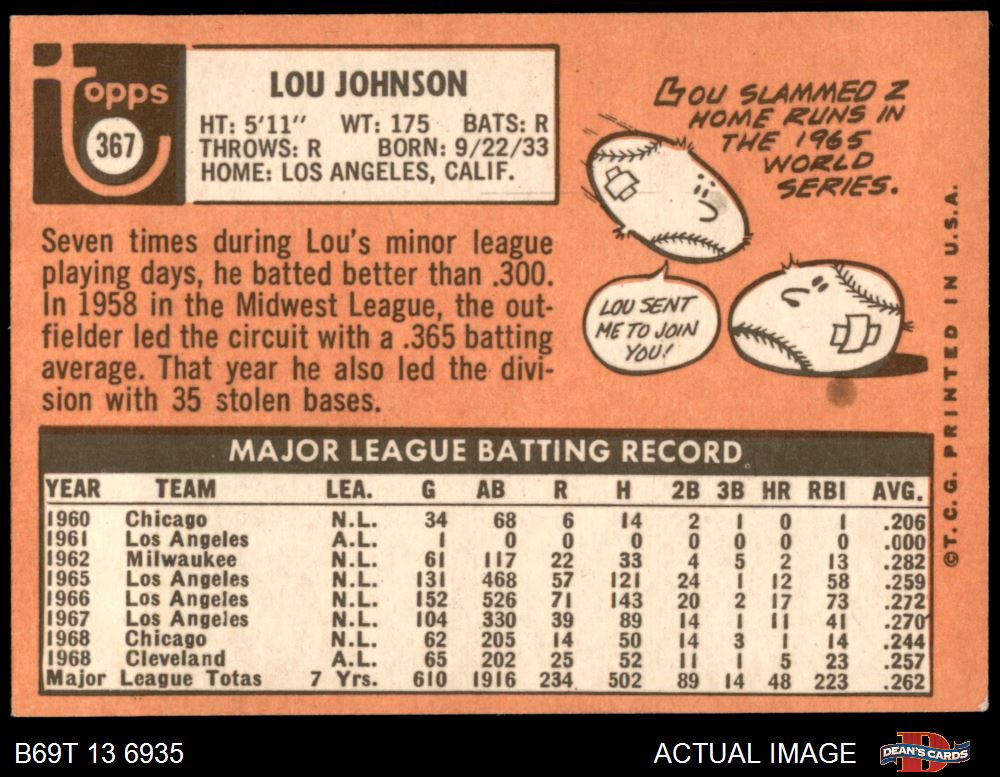 Topps
367
LOU JOHNSON
HT: 5'11" WT: 175 BATS: R
THROWS: R BORN: 9/22/33
HOME: LOS ANGELES, CALIF.
LOU SLAMMED 2
HOME RUNS IN
THE 1965
WORLD
SERIES.
LOU SENT
ME TO JOIN
YOU!
Seven times during Lou's minor league
playing days, he batted better than .300.
In 1958 in the Midwest League, the out-
fielder led the circuit with a .365 batting
average. That year he also led the divi-
sion with 35 stolen bases.
MAJOR LEAGUE BATTING RECORD
YEAR TEAM LEA. G AB R H 2B 3B HR RBI AVG.
1960 Chicago N.L. 34 68 6 14 2 1 0 1 .206
1961 Los Angeles A.L. 1 0 0 0 0 0 0 0 .000
1962 Milwaukee N.L. 61 117 22 33 4 5 2 13 .282
1965 Los Angeles N.L. 131 468 57 121 24 1 12 58 .259
1966 Los Angeles N.L. 152 526 71 143 20 2 17 73 .272
1967 Los Angeles N.L. 104 330 39 89 14 1 11 41 .270
1968 Chicago N.L. 62 205 14 50 14 3 1 14 .244
1968 Cleveland A.L. 65 202 25 52 11 1 5 23 .257
Major League Totas 7 Yrs. 610 1916 234 502 89 14 48 223 .262
©T.C.G. PRINTED IN U.S.A.
B69T 13 6935
ACTUAL IMAGE
D
DEAN'S CARDS